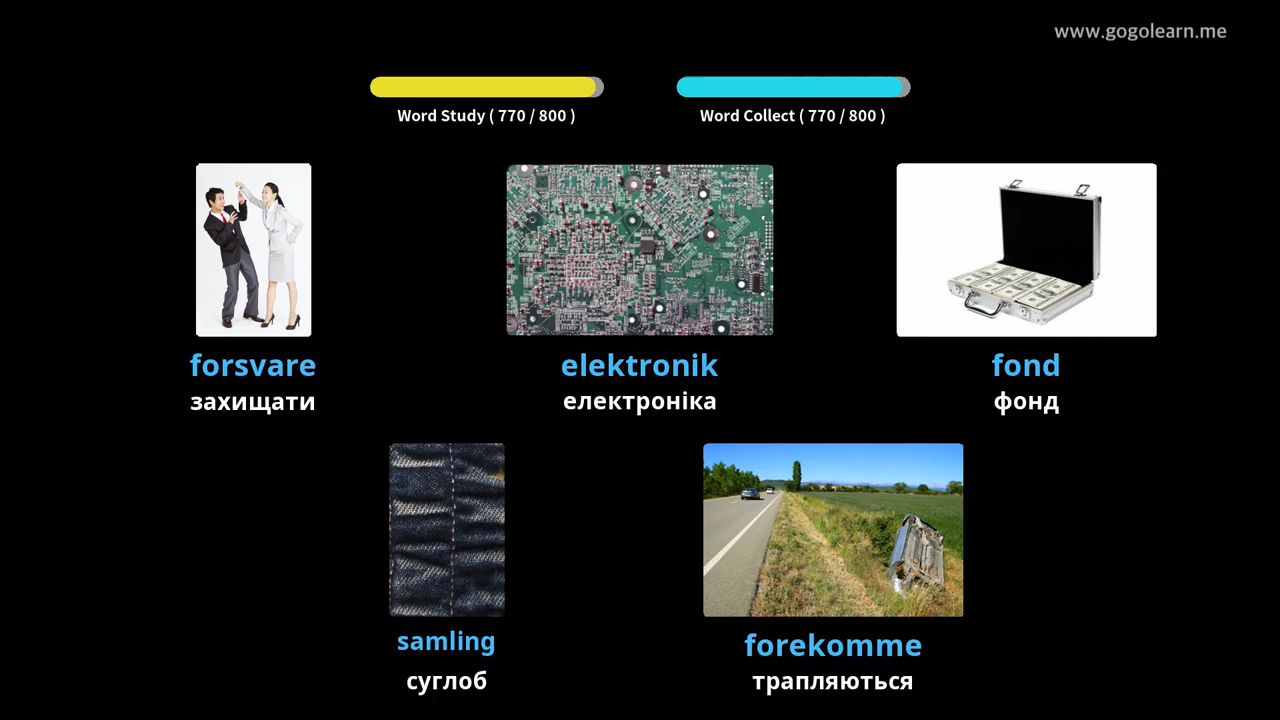 www.gogolearn.me
Word Study ( 770 / 800 )
Word Collect ( 770 / 800 )
forsvare
захищати
elektronik
електроніка
fond
фонд
samling
суглоб
forekomme
трапляються